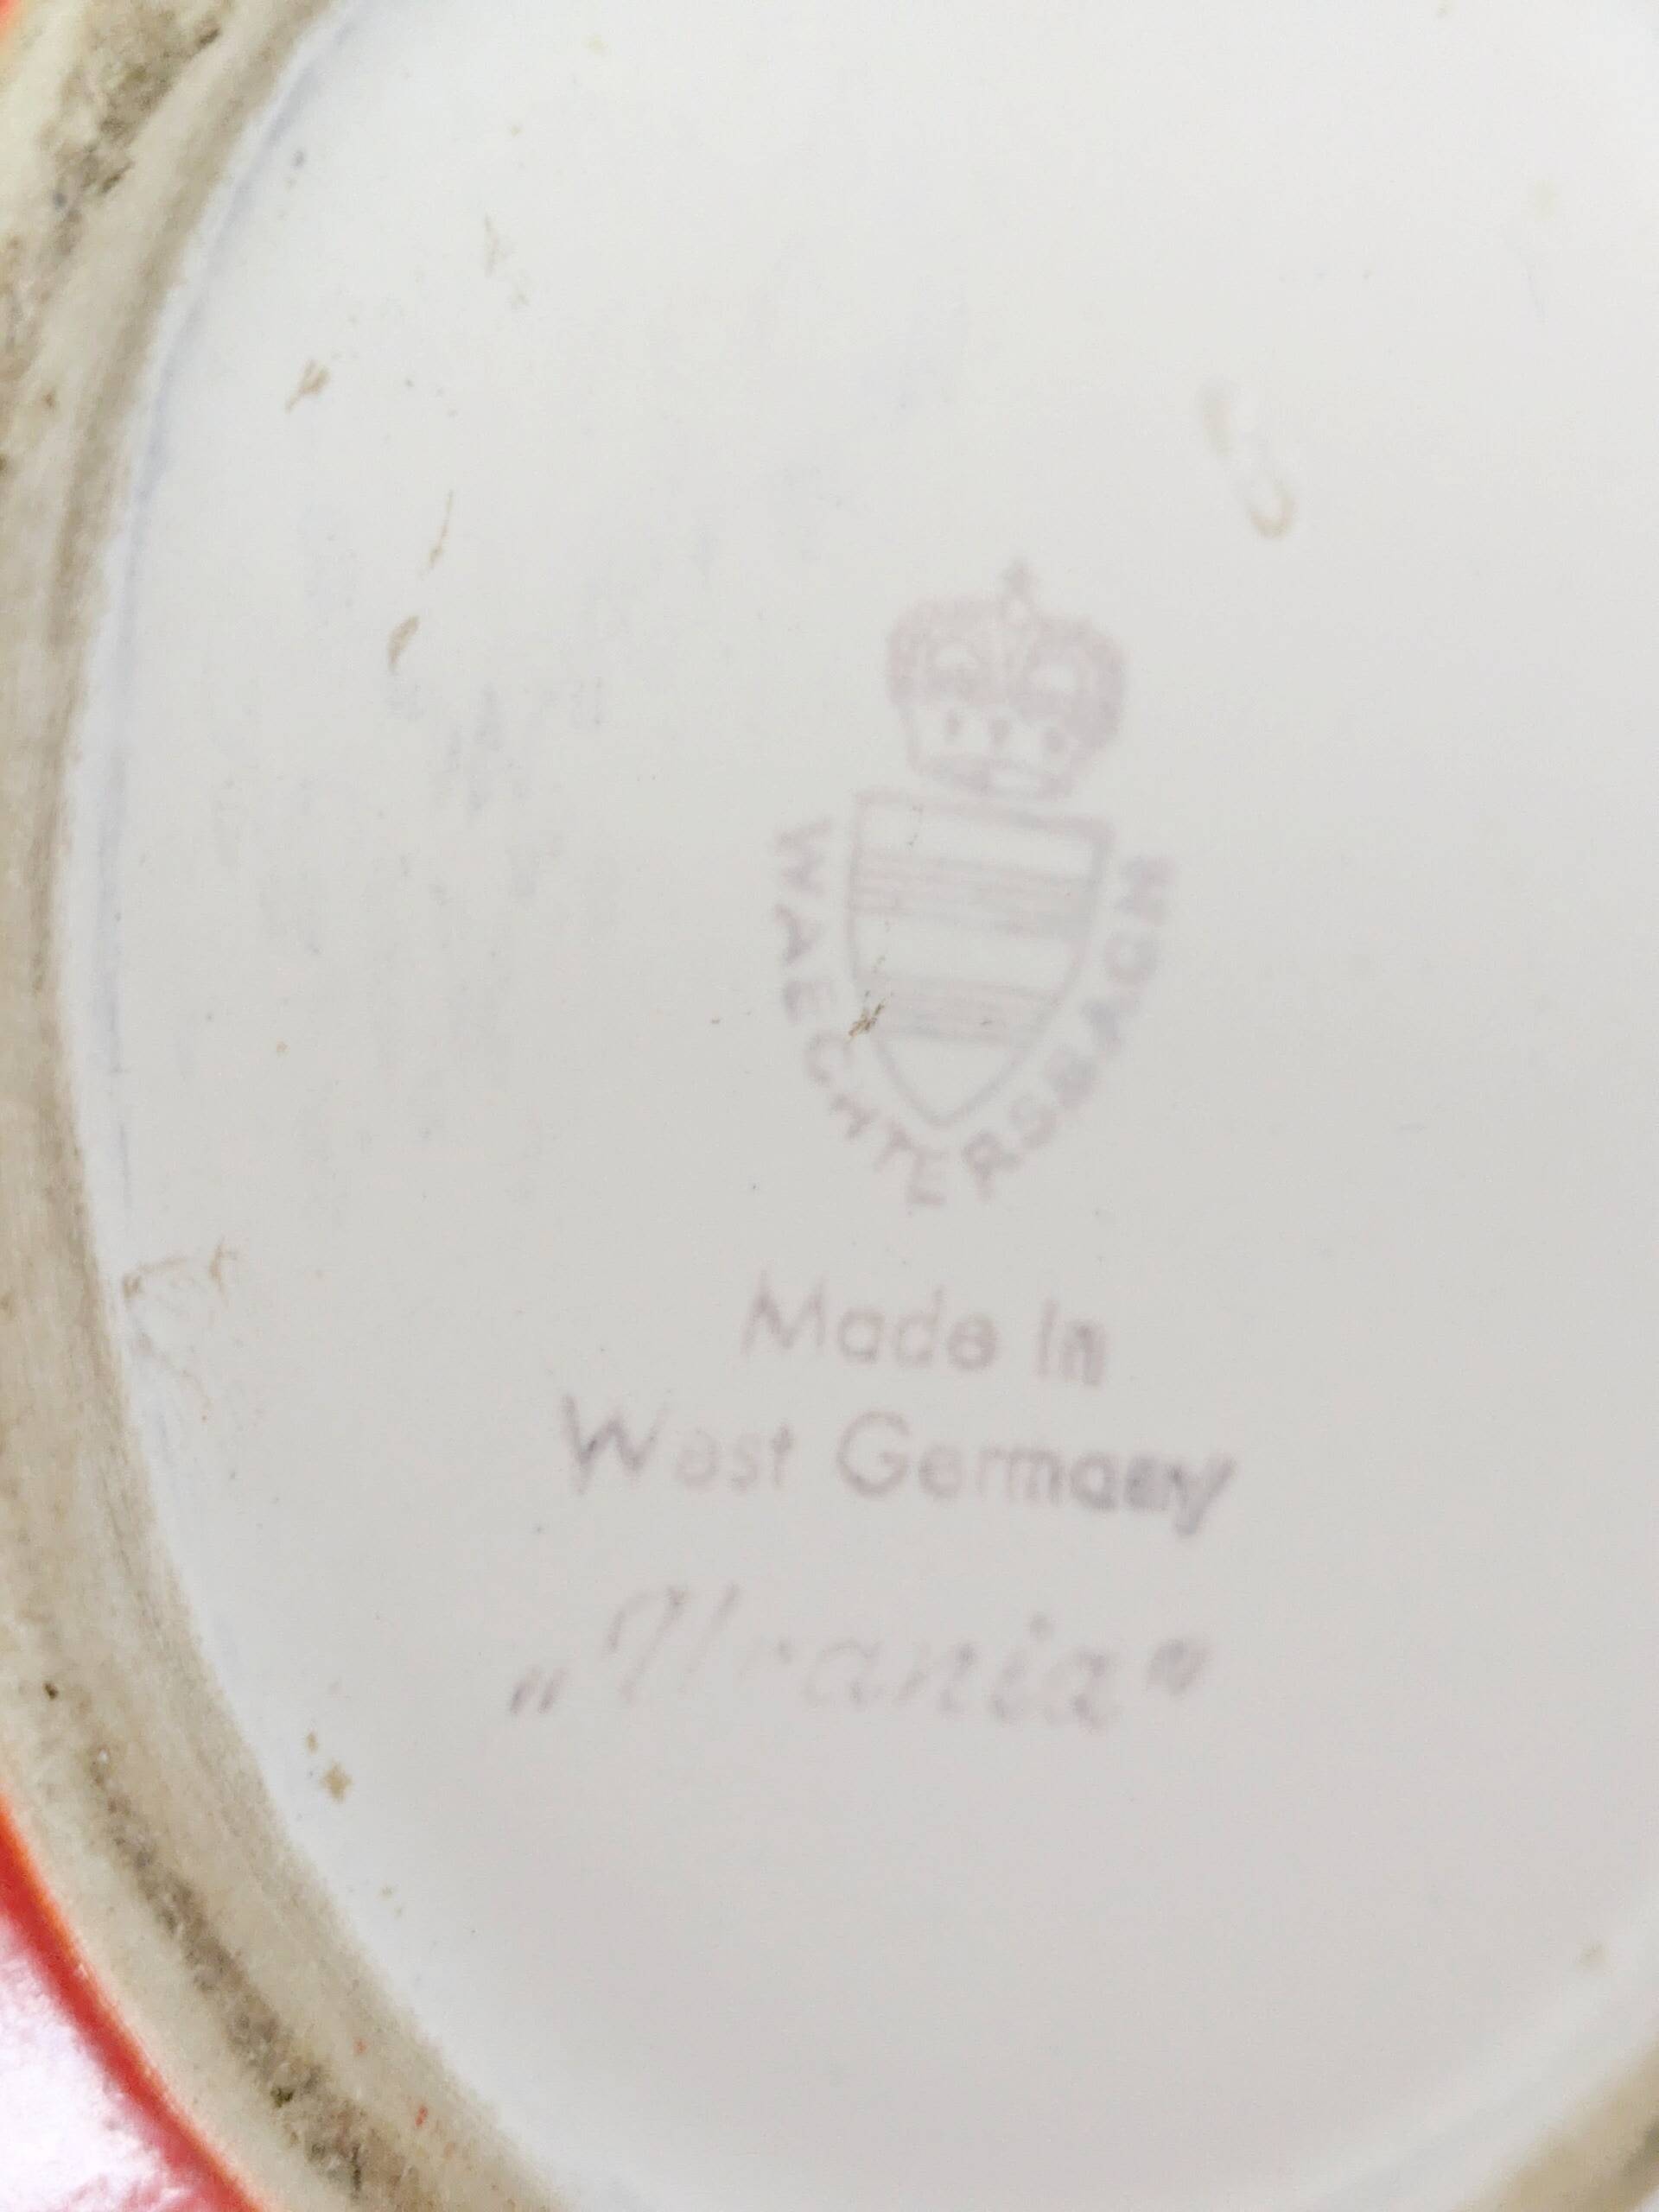 WAECHTERSBACH
Made in
West Germany
„Urania"